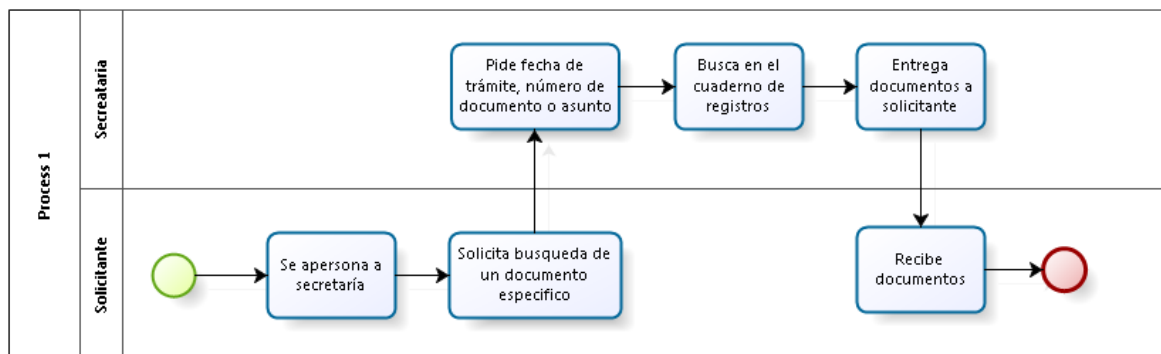 Process 1
Secreataria
Pide fecha de
trámite, número de
documento o asunto
Busca en el
cuaderno de
registros
Entrega
documentos a
solicitante
Solicitante
Se apersona a
secretaría
Solicita busqueda de
un documento
especifico
Recibe
documentos